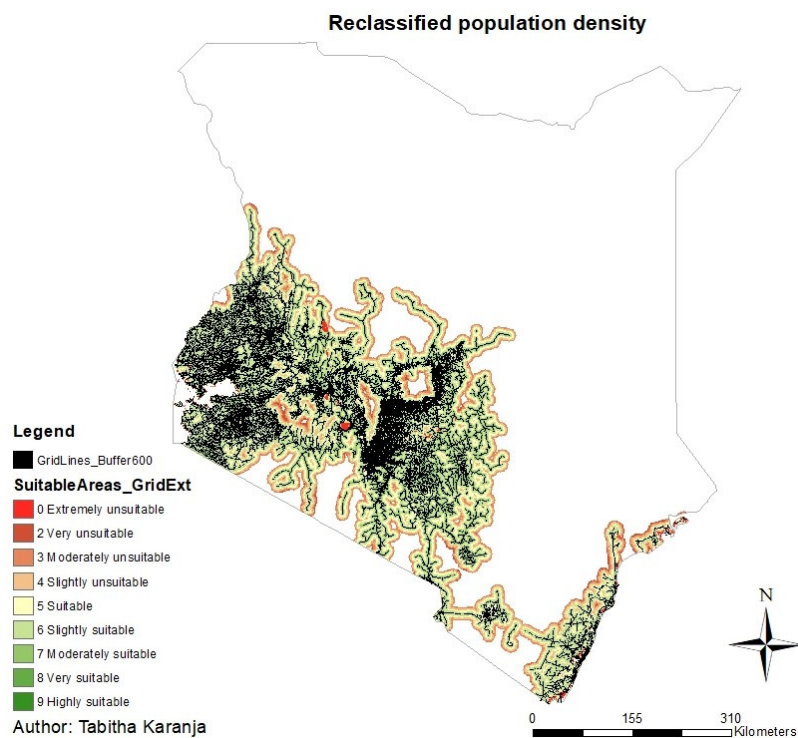 Reclassified population density
Legend
GridLines_Buffer600
SuitableAreas_GridExt
0 Extremely unsuitable
2 Very unsuitable
3 Moderately unsuitable
4 Slightly unsuitable
5 Suitable
6 Slightly suitable
7 Moderately suitable
8 Very suitable
9 Highly suitable
Author: Tabitha Karanja
N
0 155 310
Kilometers